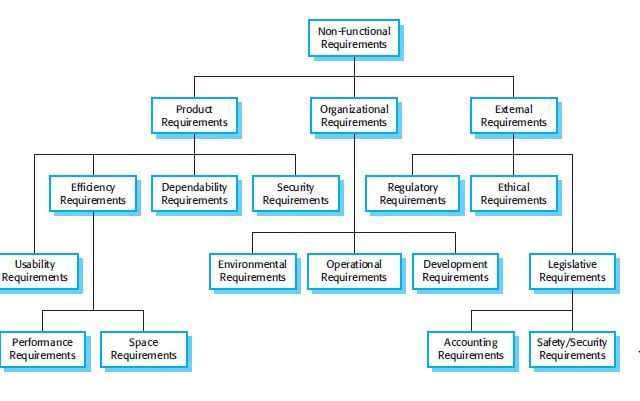 Non-Functional
Requirements
Product
Requirements
Organizational
Requirements
External
Requirements
Efficiency
Requirements
Dependability
Requirements
Security
Requirements
Regulatory
Requirements
Ethical
Requirements
Usability
Requirements
Environmental
Requirements
Operational
Requirements
Development
Requirements
Legislative
Requirements
Performance
Requirements
Space
Requirements
Accounting
Requirements
Safety/Security
Requirements